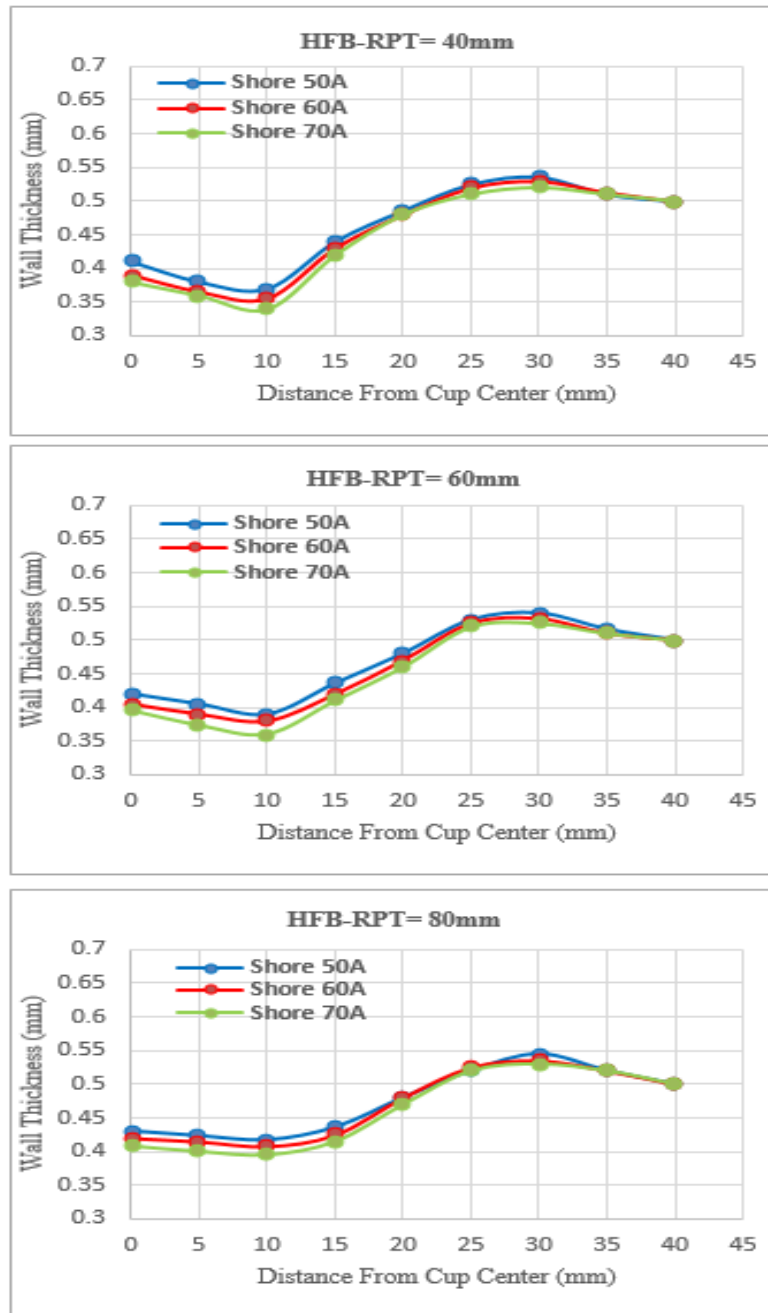 HFB-RPT= 40mm
0.7
0.65
0.6
0.55
0.5
0.45
0.4
0.35
0.3
Wall Thickness (mm)
Shore 50A
Shore 60A
Shore 70A
0 5 10 15 20 25 30 35 40 45
Distance From Cup Center (mm)
HFB-RPT= 60mm
0.7
0.65
0.6
0.55
0.5
0.45
0.4
0.35
0.3
Wall Thickness (mm)
Shore 50A
Shore 60A
Shore 70A
0 5 10 15 20 25 30 35 40 45
Distance From Cup Center (mm)
HFB-RPT= 80mm
0.7
0.65
0.6
0.55
0.5
0.45
0.4
0.35
0.3
Wall Thickness (mm)
Shore 50A
Shore 60A
Shore 70A
0 5 10 15 20 25 30 35 40 45
Distance From Cup Center (mm)